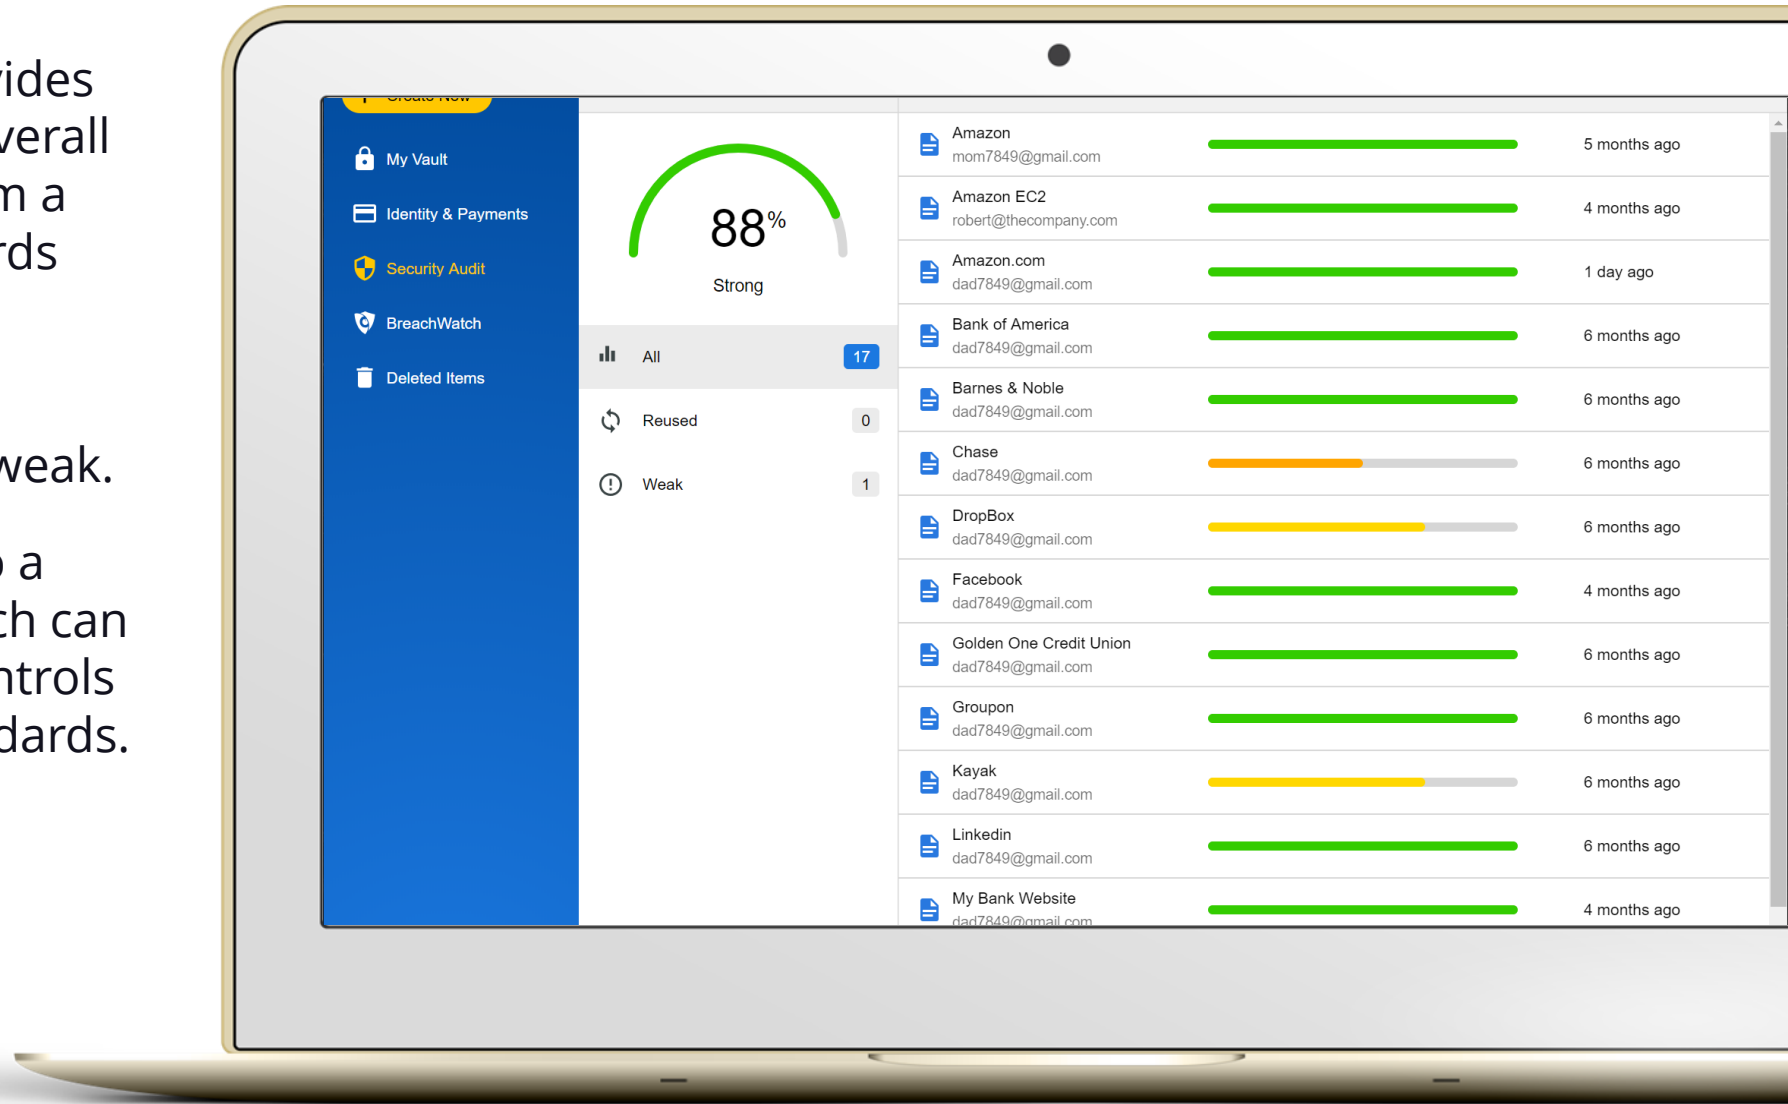 vides
verall
m a
rds
weak.
o a
ch can
ntrols
dards.
Create New
My Vault
Identity & Payments
Security Audit
BreachWatch
Deleted Items
88%
Strong
All 17
Reused 0
Weak 1
Amazon
mom7849@gmail.com
5 months ago
Amazon EC2
robert@thecompany.com
4 months ago
Amazon.com
dad7849@gmail.com
1 day ago
Bank of America
dad7849@gmail.com
6 months ago
Barnes & Noble
dad7849@gmail.com
6 months ago
Chase
dad7849@gmail.com
6 months ago
DropBox
dad7849@gmail.com
6 months ago
Facebook
dad7849@gmail.com
4 months ago
Golden One Credit Union
dad7849@gmail.com
6 months ago
Groupon
dad7849@gmail.com
6 months ago
Kayak
dad7849@gmail.com
6 months ago
Linkedin
dad7849@gmail.com
6 months ago
My Bank Website
dad7849@gmail.com
4 months ago